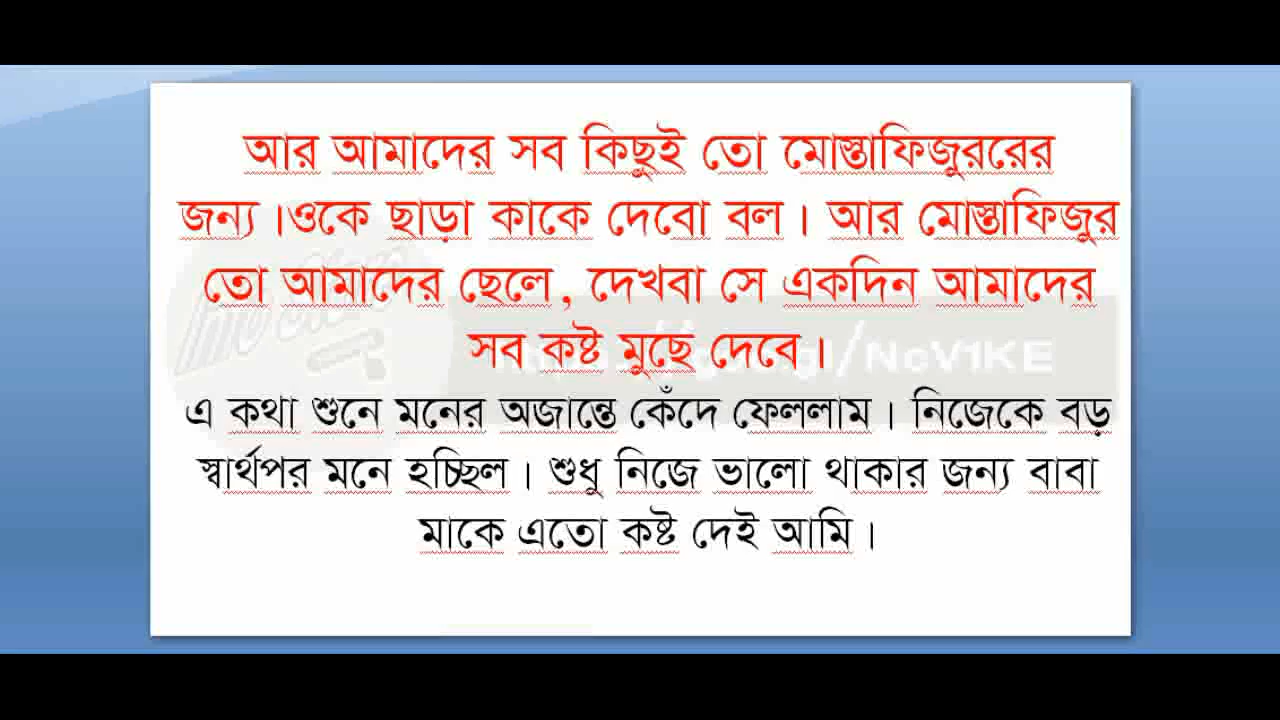 আর আমাদের সব কিছুই তো মোস্তাফিজুররের
জন্য।ওকে ছাড়া কাকে দেবো বল। আর মোস্তাফিজুর
তো আমাদের ছেলে, দেখবা সে একদিন আমাদের
সব কষ্ট মুছে দেবে।
এ কথা শুনে মনের অজান্তে কেঁদে ফেললাম। নিজেকে বড়
স্বার্থপর মনে হচ্ছিল। শুধু নিজে ভালো থাকার জন্য বাবা
মাকে এতো কষ্ট দেই আমি।